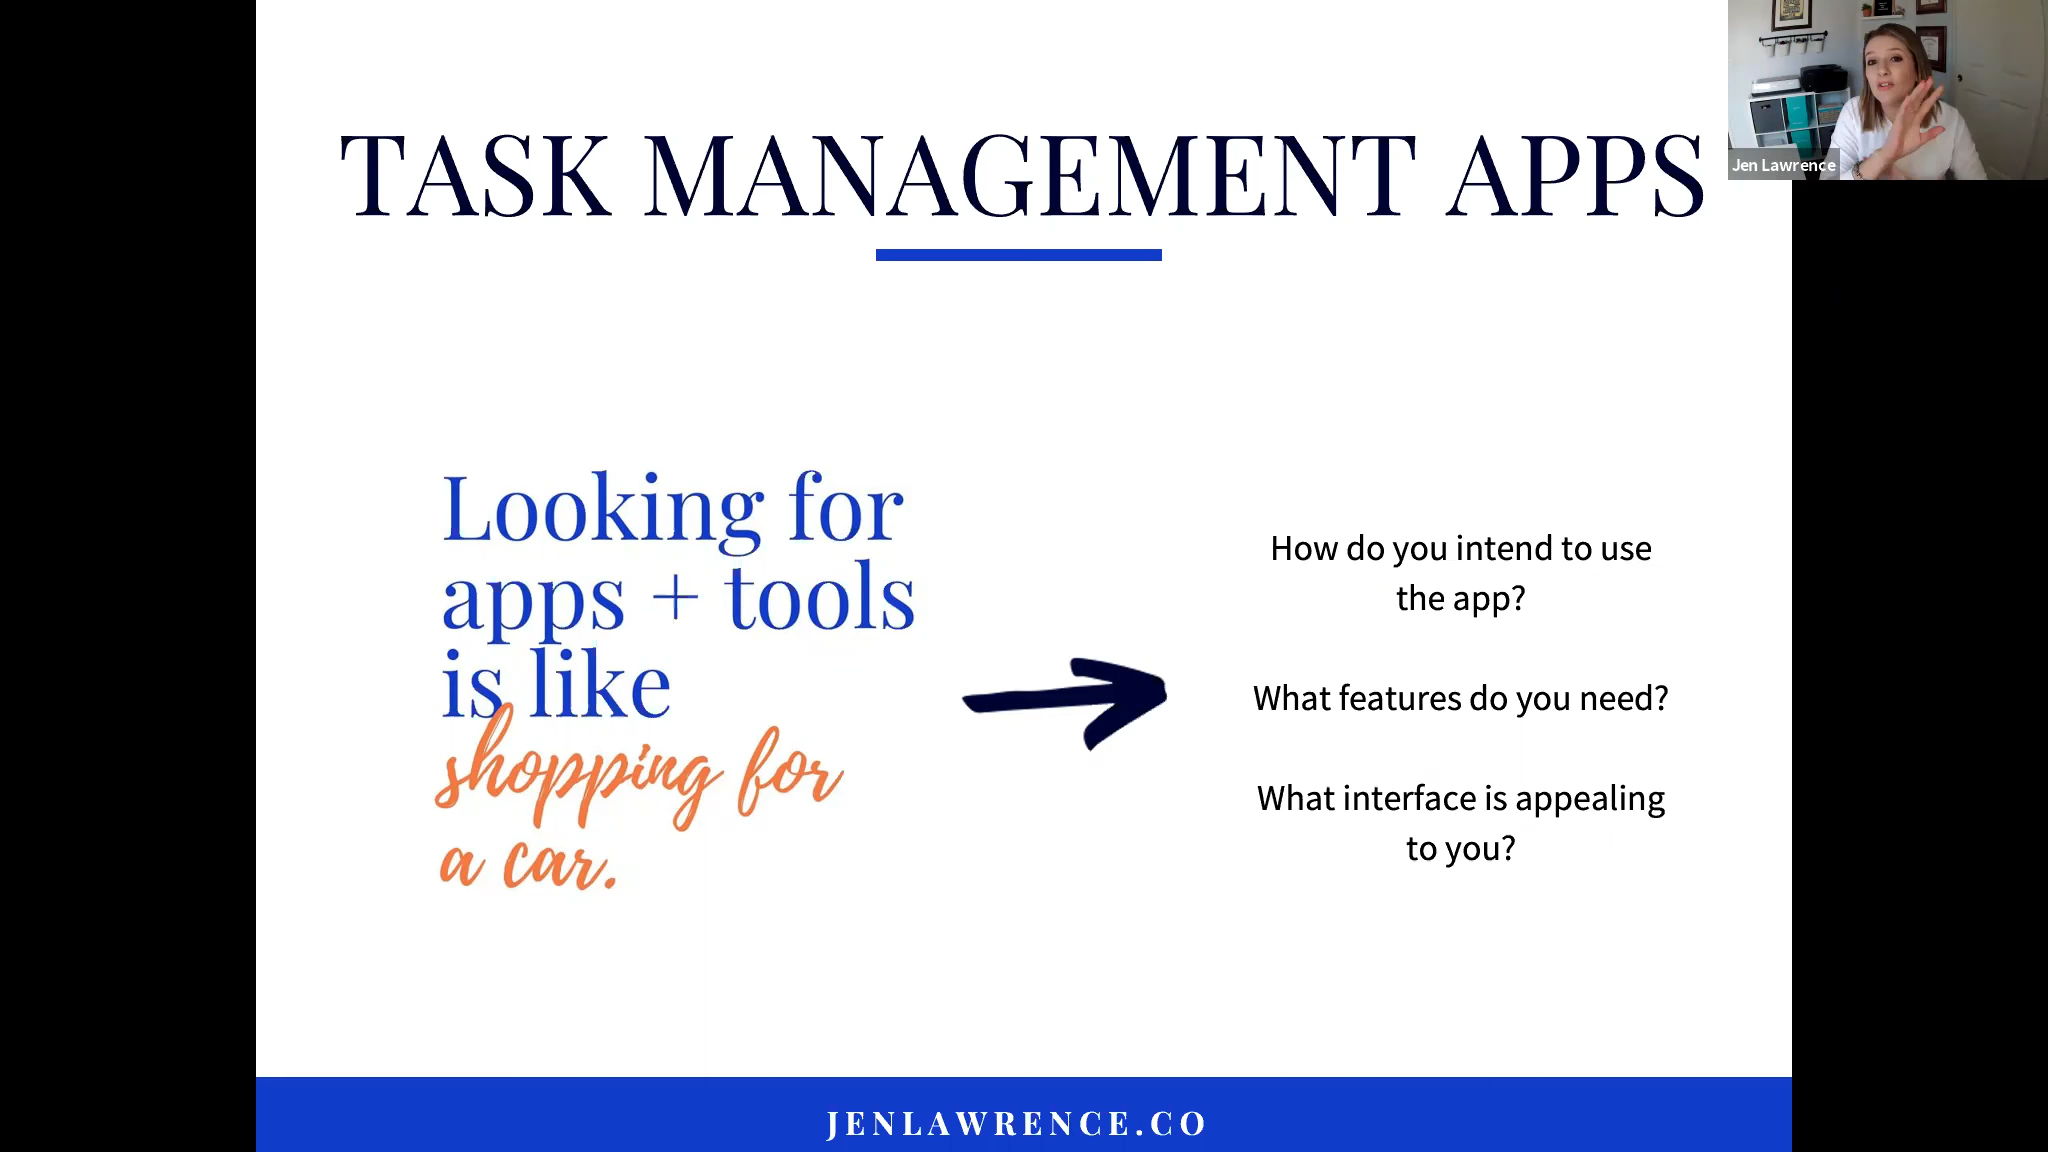 TASK MANAGEMENT APPS
Jen Lawrence
Looking for
apps + tools
is like
shopping for
a car.
How do you intend to use
the app?
What features do you need?
What interface is appealing
to you?
JENLAWRENCE.CO